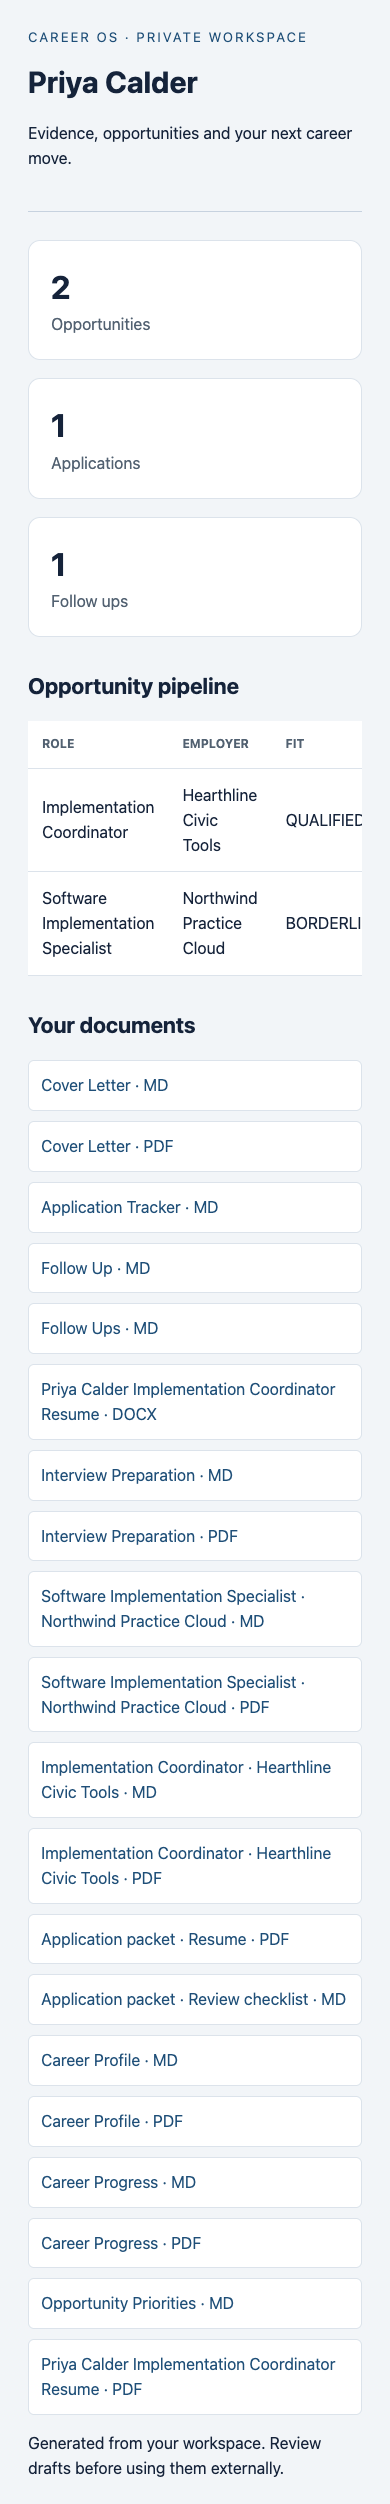 CAREER OS · PRIVATE WORKSPACE
Priya Calder
Evidence, opportunities and your next career
move.
2
Opportunities
1
Applications
1
Follow ups
Opportunity pipeline
ROLE EMPLOYER FIT
Implementation
Coordinator
Hearthline
Civic
Tools
QUALIFIED
Software
Implementation
Specialist
Northwind
Practice
Cloud
BORDERLI
Your documents
Cover Letter · MD
Cover Letter · PDF
Application Tracker · MD
Follow Up · MD
Follow Ups · MD
Priya Calder Implementation Coordinator
Resume · DOCX
Interview Preparation · MD
Interview Preparation · PDF
Software Implementation Specialist ·
Northwind Practice Cloud · MD
Software Implementation Specialist ·
Northwind Practice Cloud · PDF
Implementation Coordinator · Hearthline
Civic Tools · MD
Implementation Coordinator · Hearthline
Civic Tools · PDF
Application packet · Resume · PDF
Application packet · Review checklist · MD
Career Profile · MD
Career Profile · PDF
Career Progress · MD
Career Progress · PDF
Opportunity Priorities · MD
Priya Calder Implementation Coordinator
Resume · PDF
Generated from your workspace. Review
drafts before using them externally.